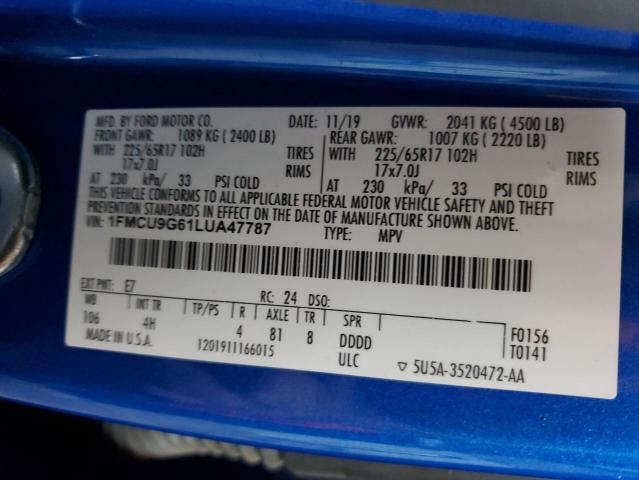 MFD. BY FORD MOTOR CO. DATE: 11/19 GVWR: 2041 KG ( 4500 LB)
FRONT GAWR: 1089 KG ( 2400 LB) REAR GAWR: 1007 KG ( 2220 LB)
WITH 225/65R17 102H TIRES WITH 225/65R17 102H TIRES
17x7.0J RIMS 17x7.0J RIMS
AT 230 kPa/ 33 PSI COLD AT 230 kPa/ 33 PSI COLD
THIS VEHICLE CONFORMS TO ALL APPLICABLE FEDERAL MOTOR VEHICLE SAFETY AND THEFT
PREVENTION STANDARDS IN EFFECT ON THE DATE OF MANUFACTURE SHOWN ABOVE.
VIN: 1FMCU9G61LUA47787 TYPE: MPV
EXT PNT: E7 RC: 24 DSO:
WB INT TR TP/PS R AXLE TR SPR F0156
106 4H 4 81 8 DDDD T0141
MADE IN U.S.A. 1201911166015 ULC ▽ 5U5A-3520472-AA